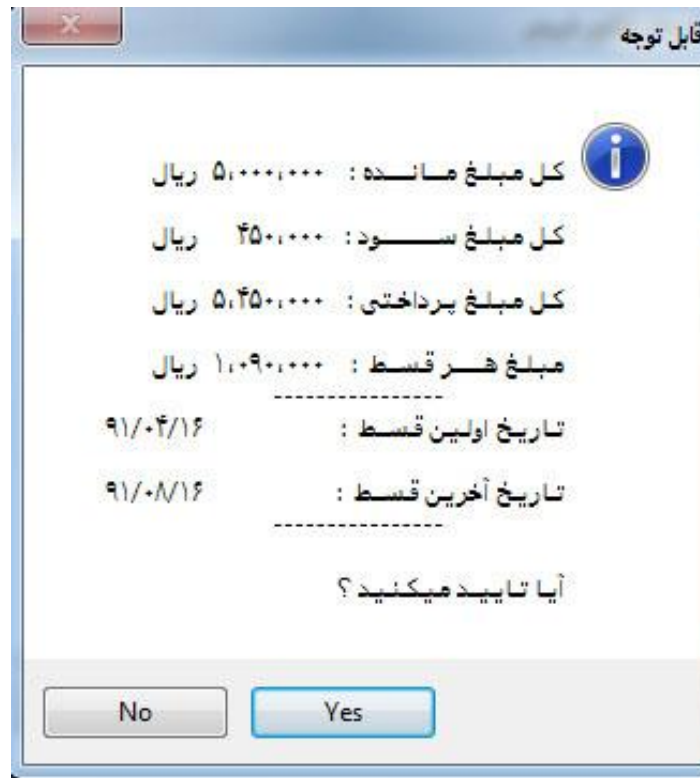 قابل توجه
کل مبلغ مانده : ۵،۰۰۰،۰۰۰ ریال
کل مبلغ سود : ۴۵۰،۰۰۰ ریال
کل مبلغ پرداختی : ۵،۴۵۰،۰۰۰ ریال
مبلغ هر قسط : ۱،۰۹۰،۰۰۰ ریال
----------------
تاریخ اولین قسط : ۹۱/۰۴/۱۶
تاریخ آخرین قسط : ۹۱/۰۸/۱۶
----------------
آیا تایید میکنید ؟
No Yes